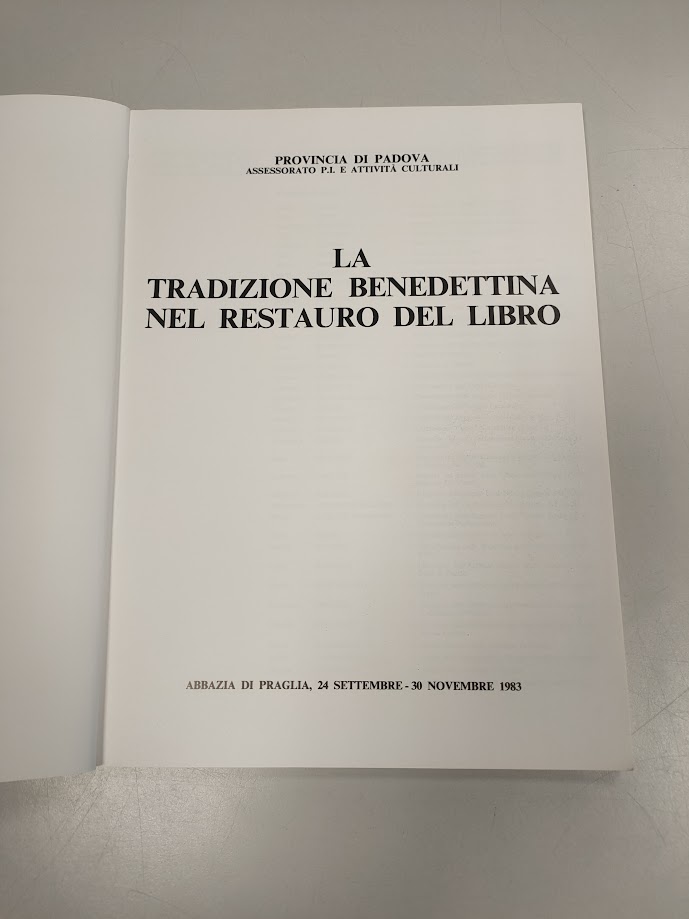 PROVINCIA DI PADOVA
ASSESSORATO P.I. E ATTIVITÀ CULTURALI
LA
TRADIZIONE BENEDETTINA
NEL RESTAURO DEL LIBRO
ABBAZIA DI PRAGLIA, 24 SETTEMBRE - 30 NOVEMBRE 1983